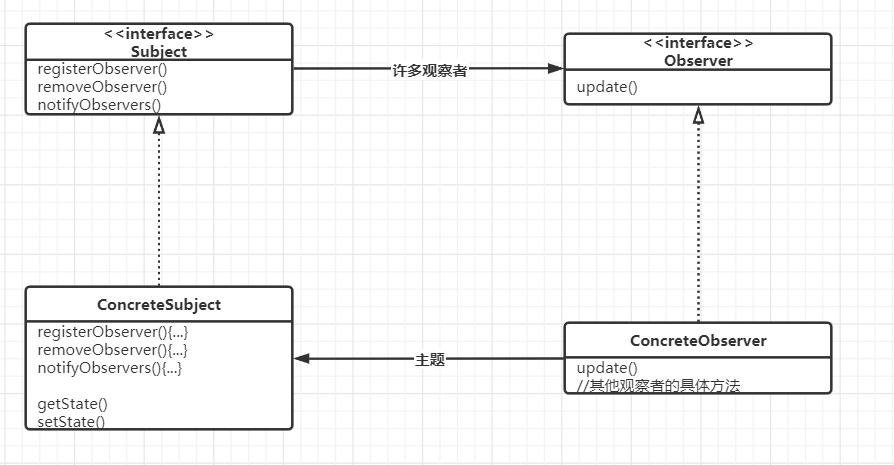 <<interface>>
Subject
registerObserver()
removeObserver()
notifyObservers()
许多观察者
<<interface>>
Observer
update()
ConcreteSubject
registerObserver(){...}
removeObserver(){...}
notifyObservers(){...}
getState()
setState()
主题
ConcreteObserver
update()
//其他观察者的具体方法